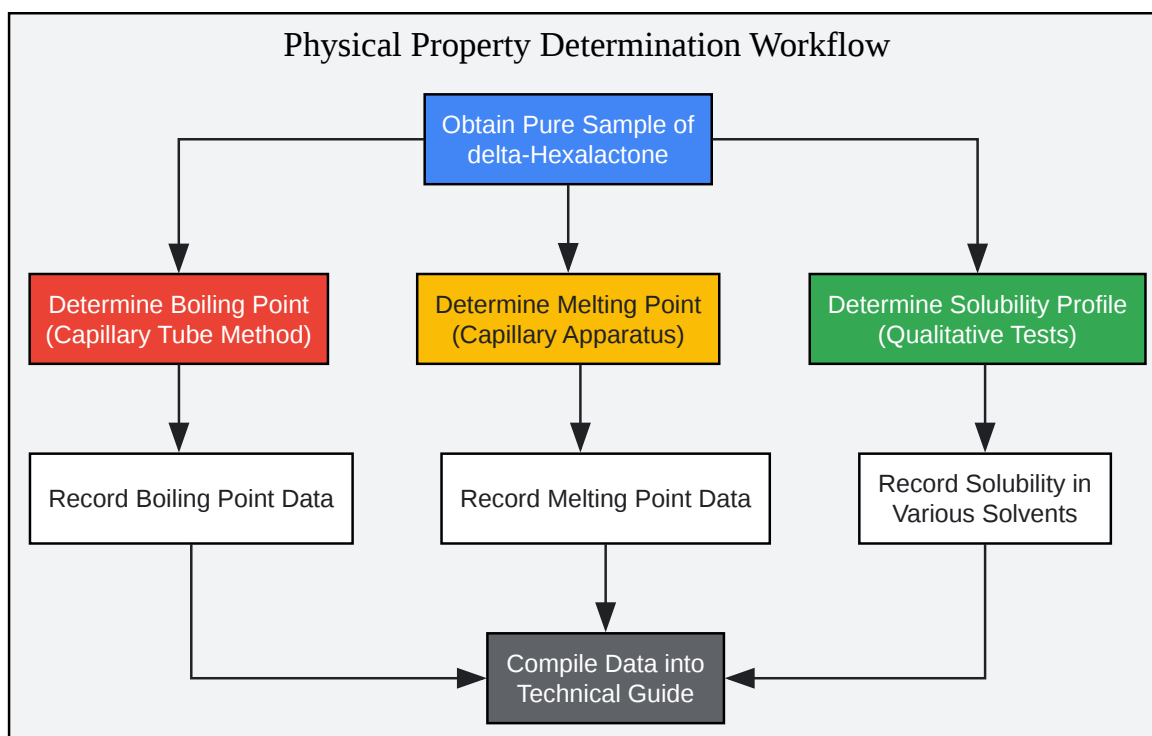 Physical Property Determination Workflow
Obtain Pure Sample of
delta-Hexalactone
Determine Boiling Point
(Capillary Tube Method)
Determine Melting Point
(Capillary Apparatus)
Determine Solubility Profile
(Qualitative Tests)
Record Boiling Point Data
Record Melting Point Data
Record Solubility in
Various Solvents
Compile Data into
Technical Guide